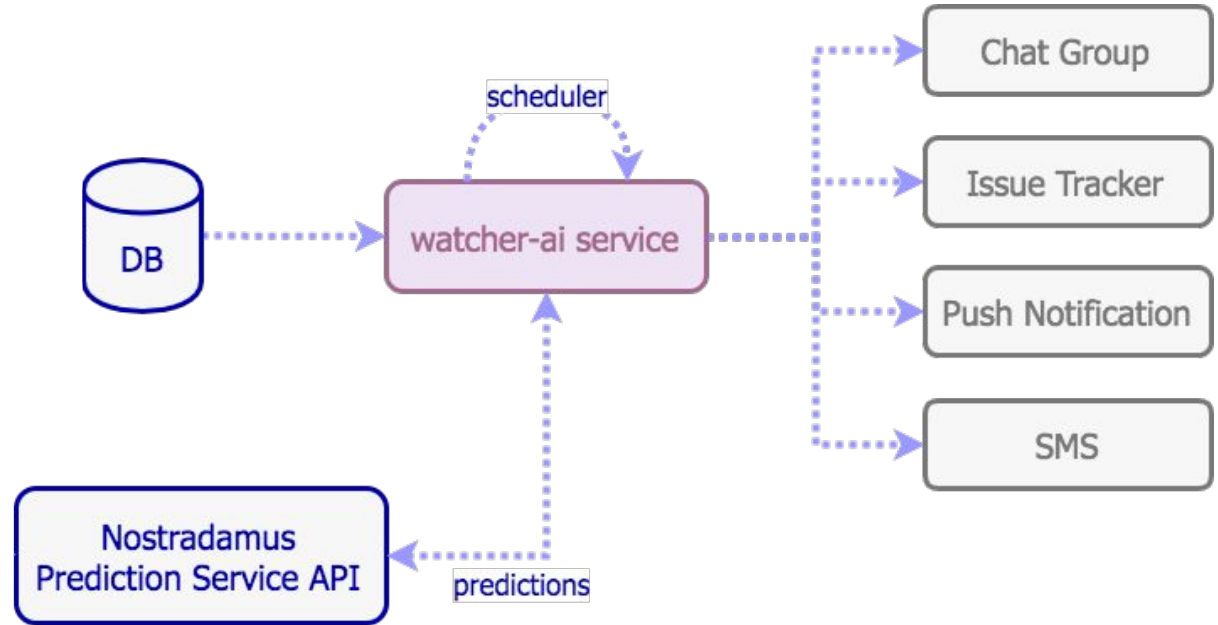 scheduler
DB
watcher-ai service
Chat Group
Issue Tracker
Push Notification
SMS
Nostradamus
Prediction Service API
predictions